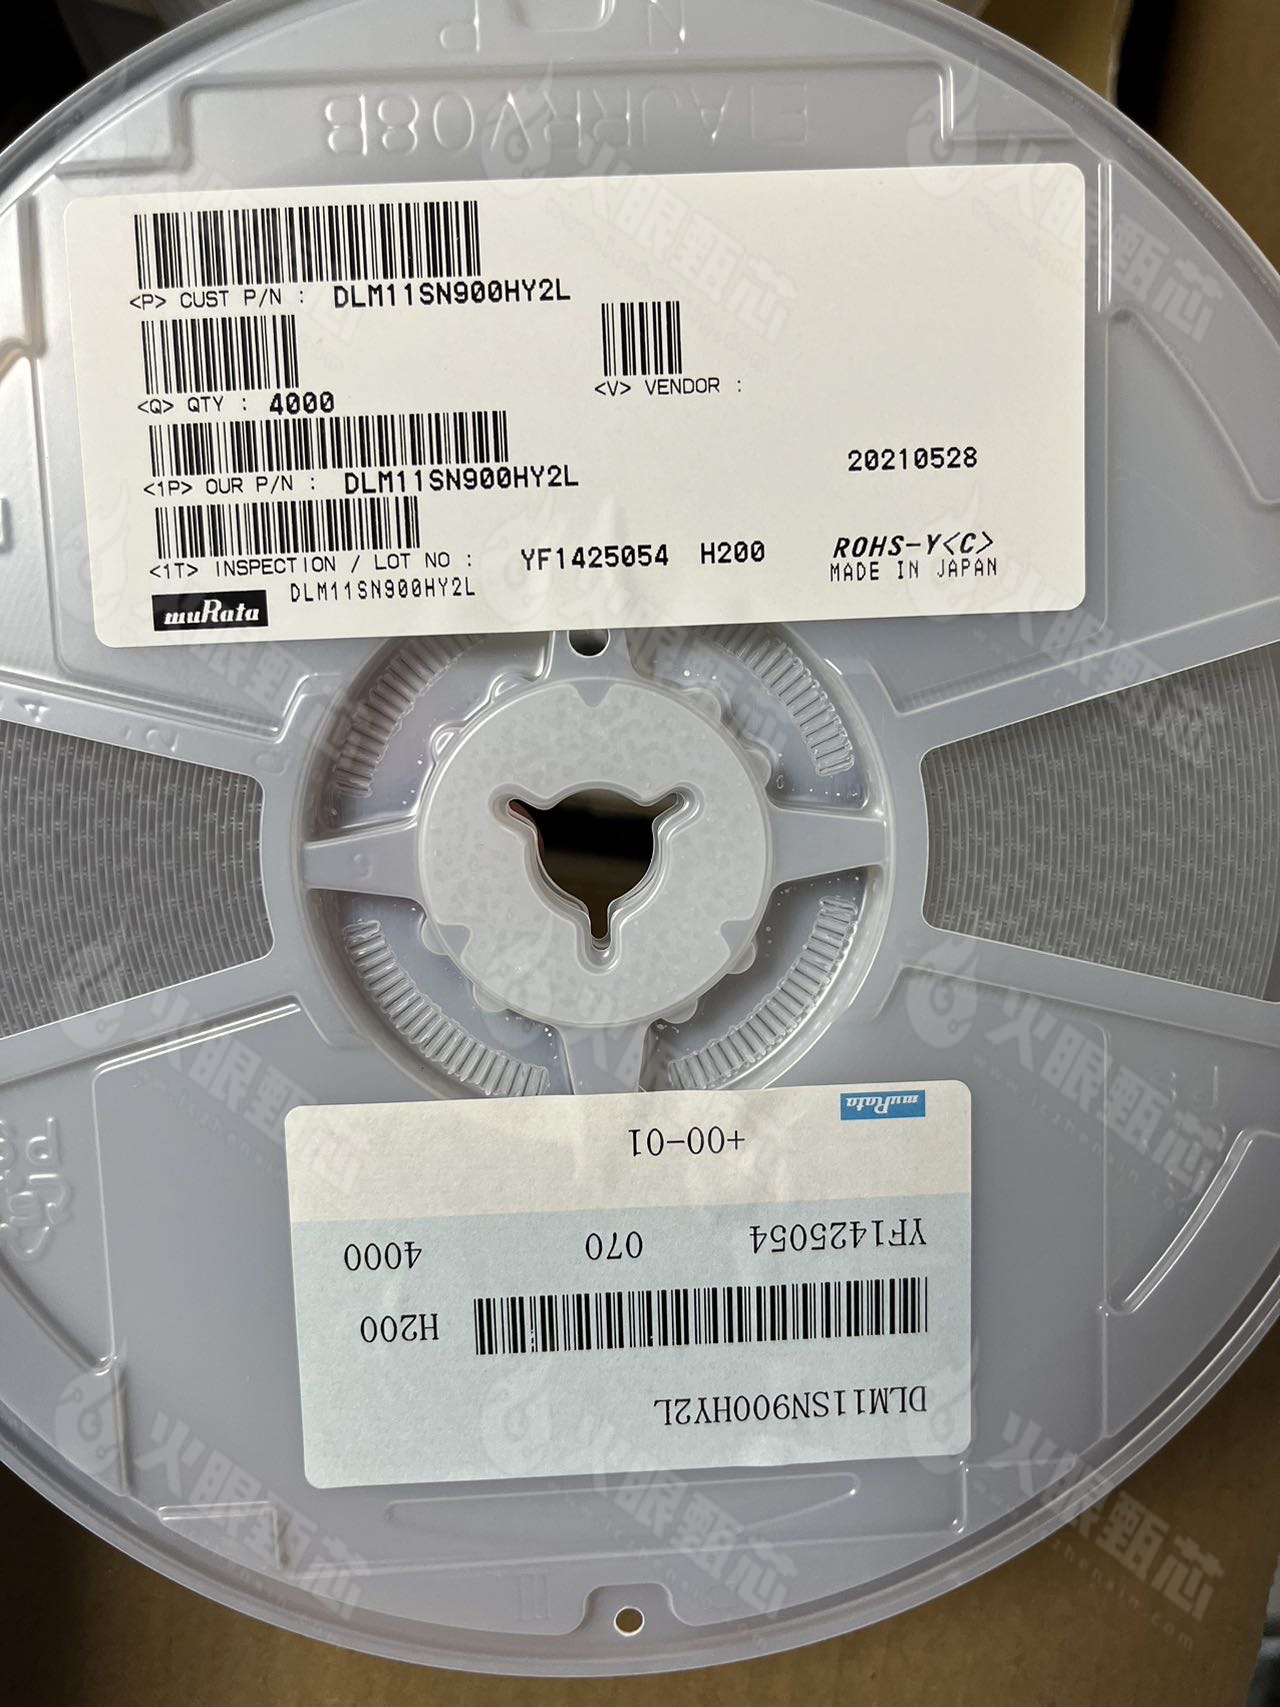 <P> CUST P/N : DLM11SN900HY2L
<Q> QTY : 4000
<V> VENDOR :
<1P> OUR P/N : DLM11SN900HY2L
20210528
<1T> INSPECTION / LOT NO : YF1425054 H200
ROHS-Y<C>
MADE IN JAPAN
DLM11SN900HY2L
muRata
muRata
+00-01
YF1425054 070 4000
H200
DLM11SN900HY2L
火眼甄芯